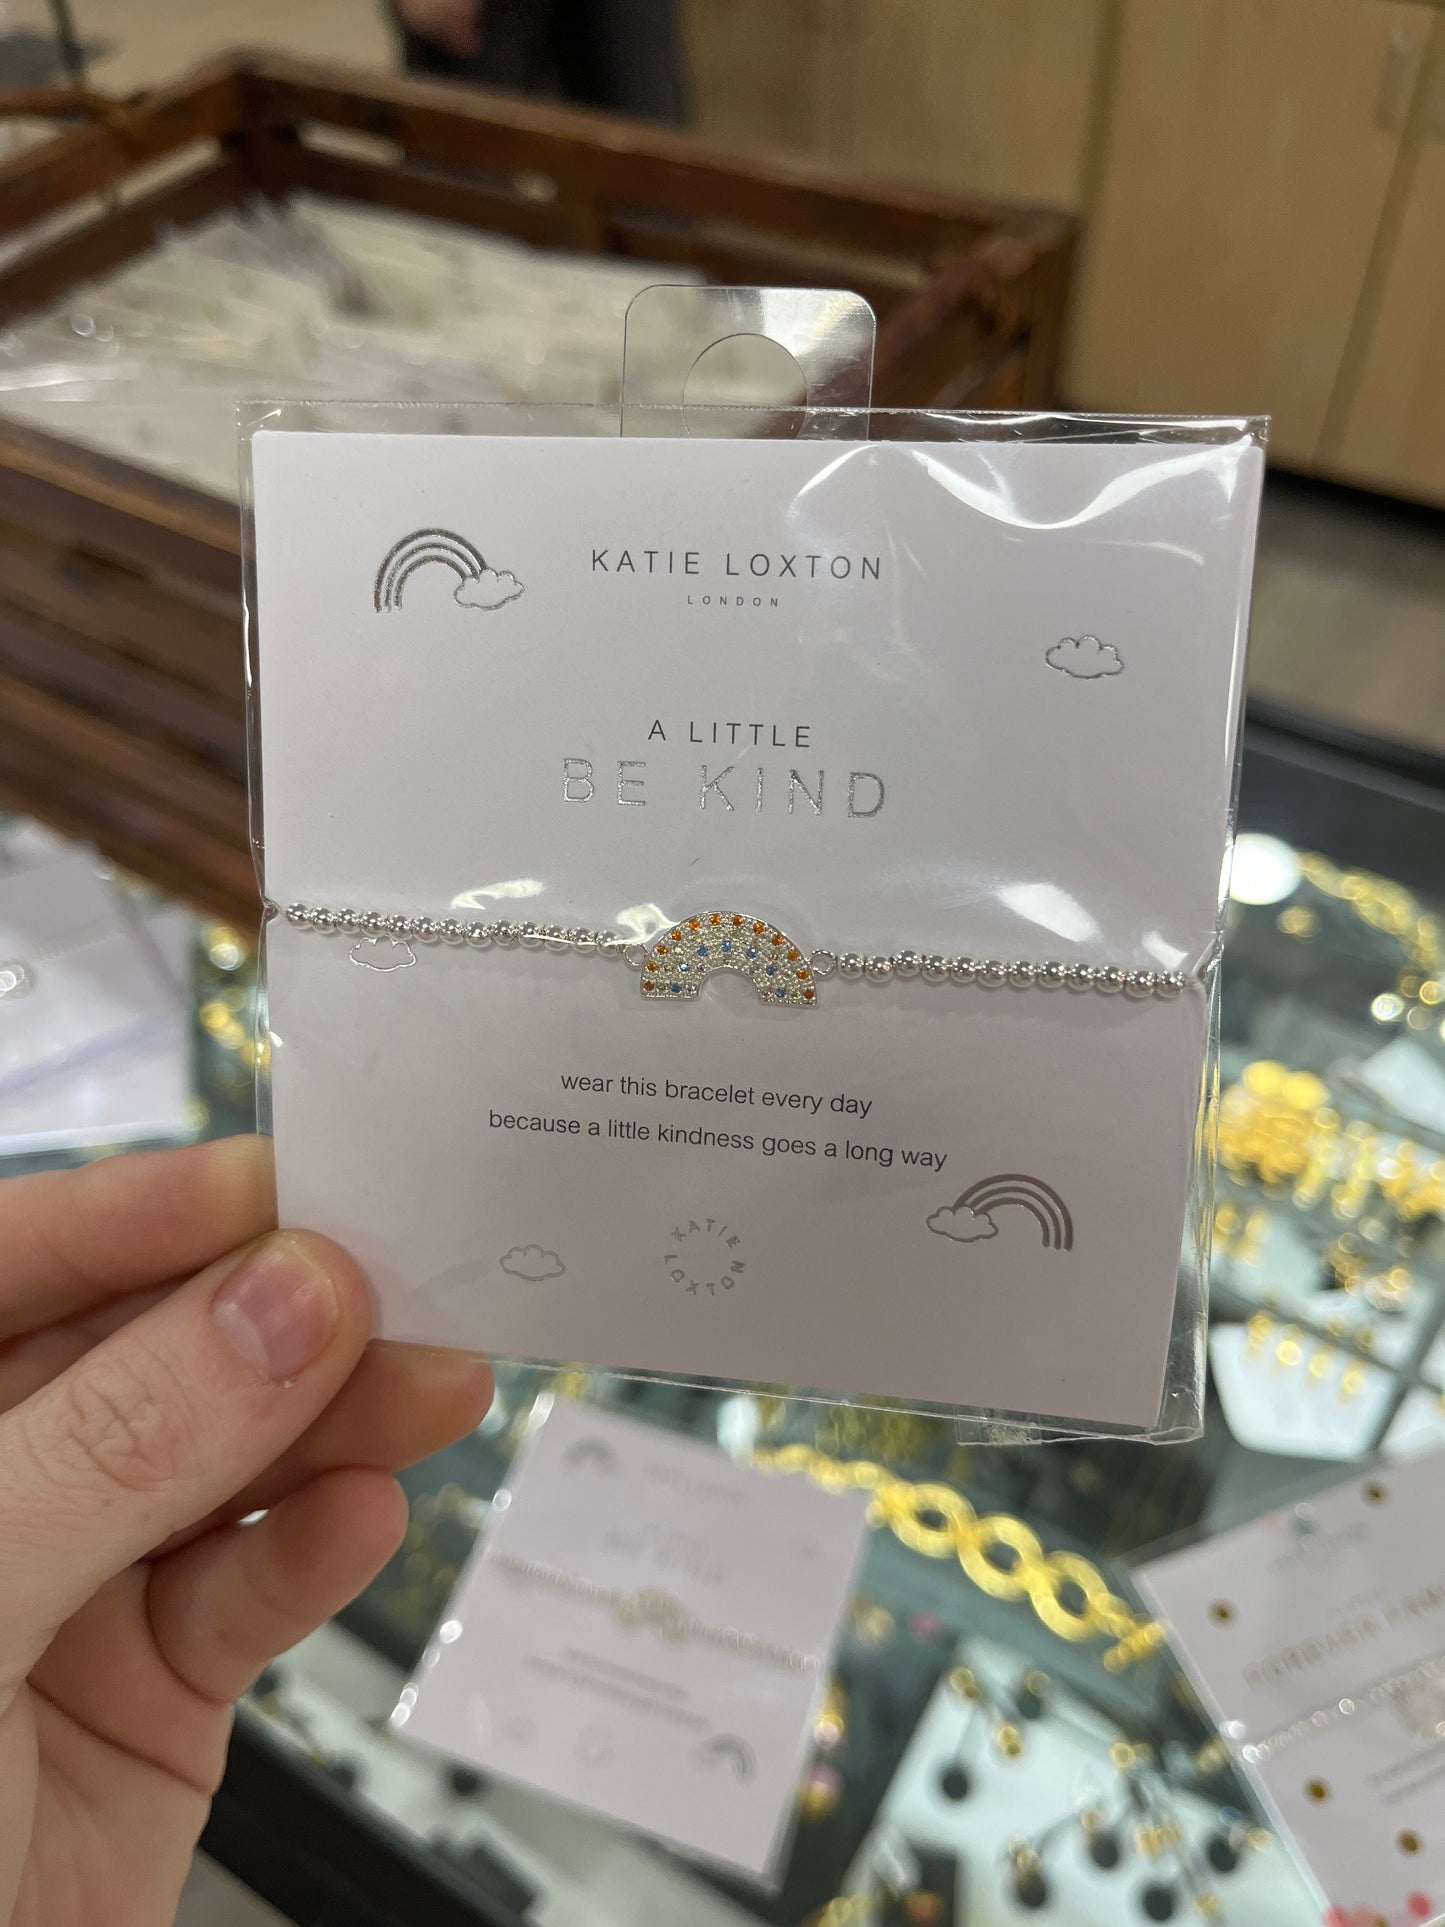 KATIE LOXTON
LONDON
A LITTLE
BE KIND
wear this bracelet every day
because a little kindness goes a long way
KATIE LOXTON